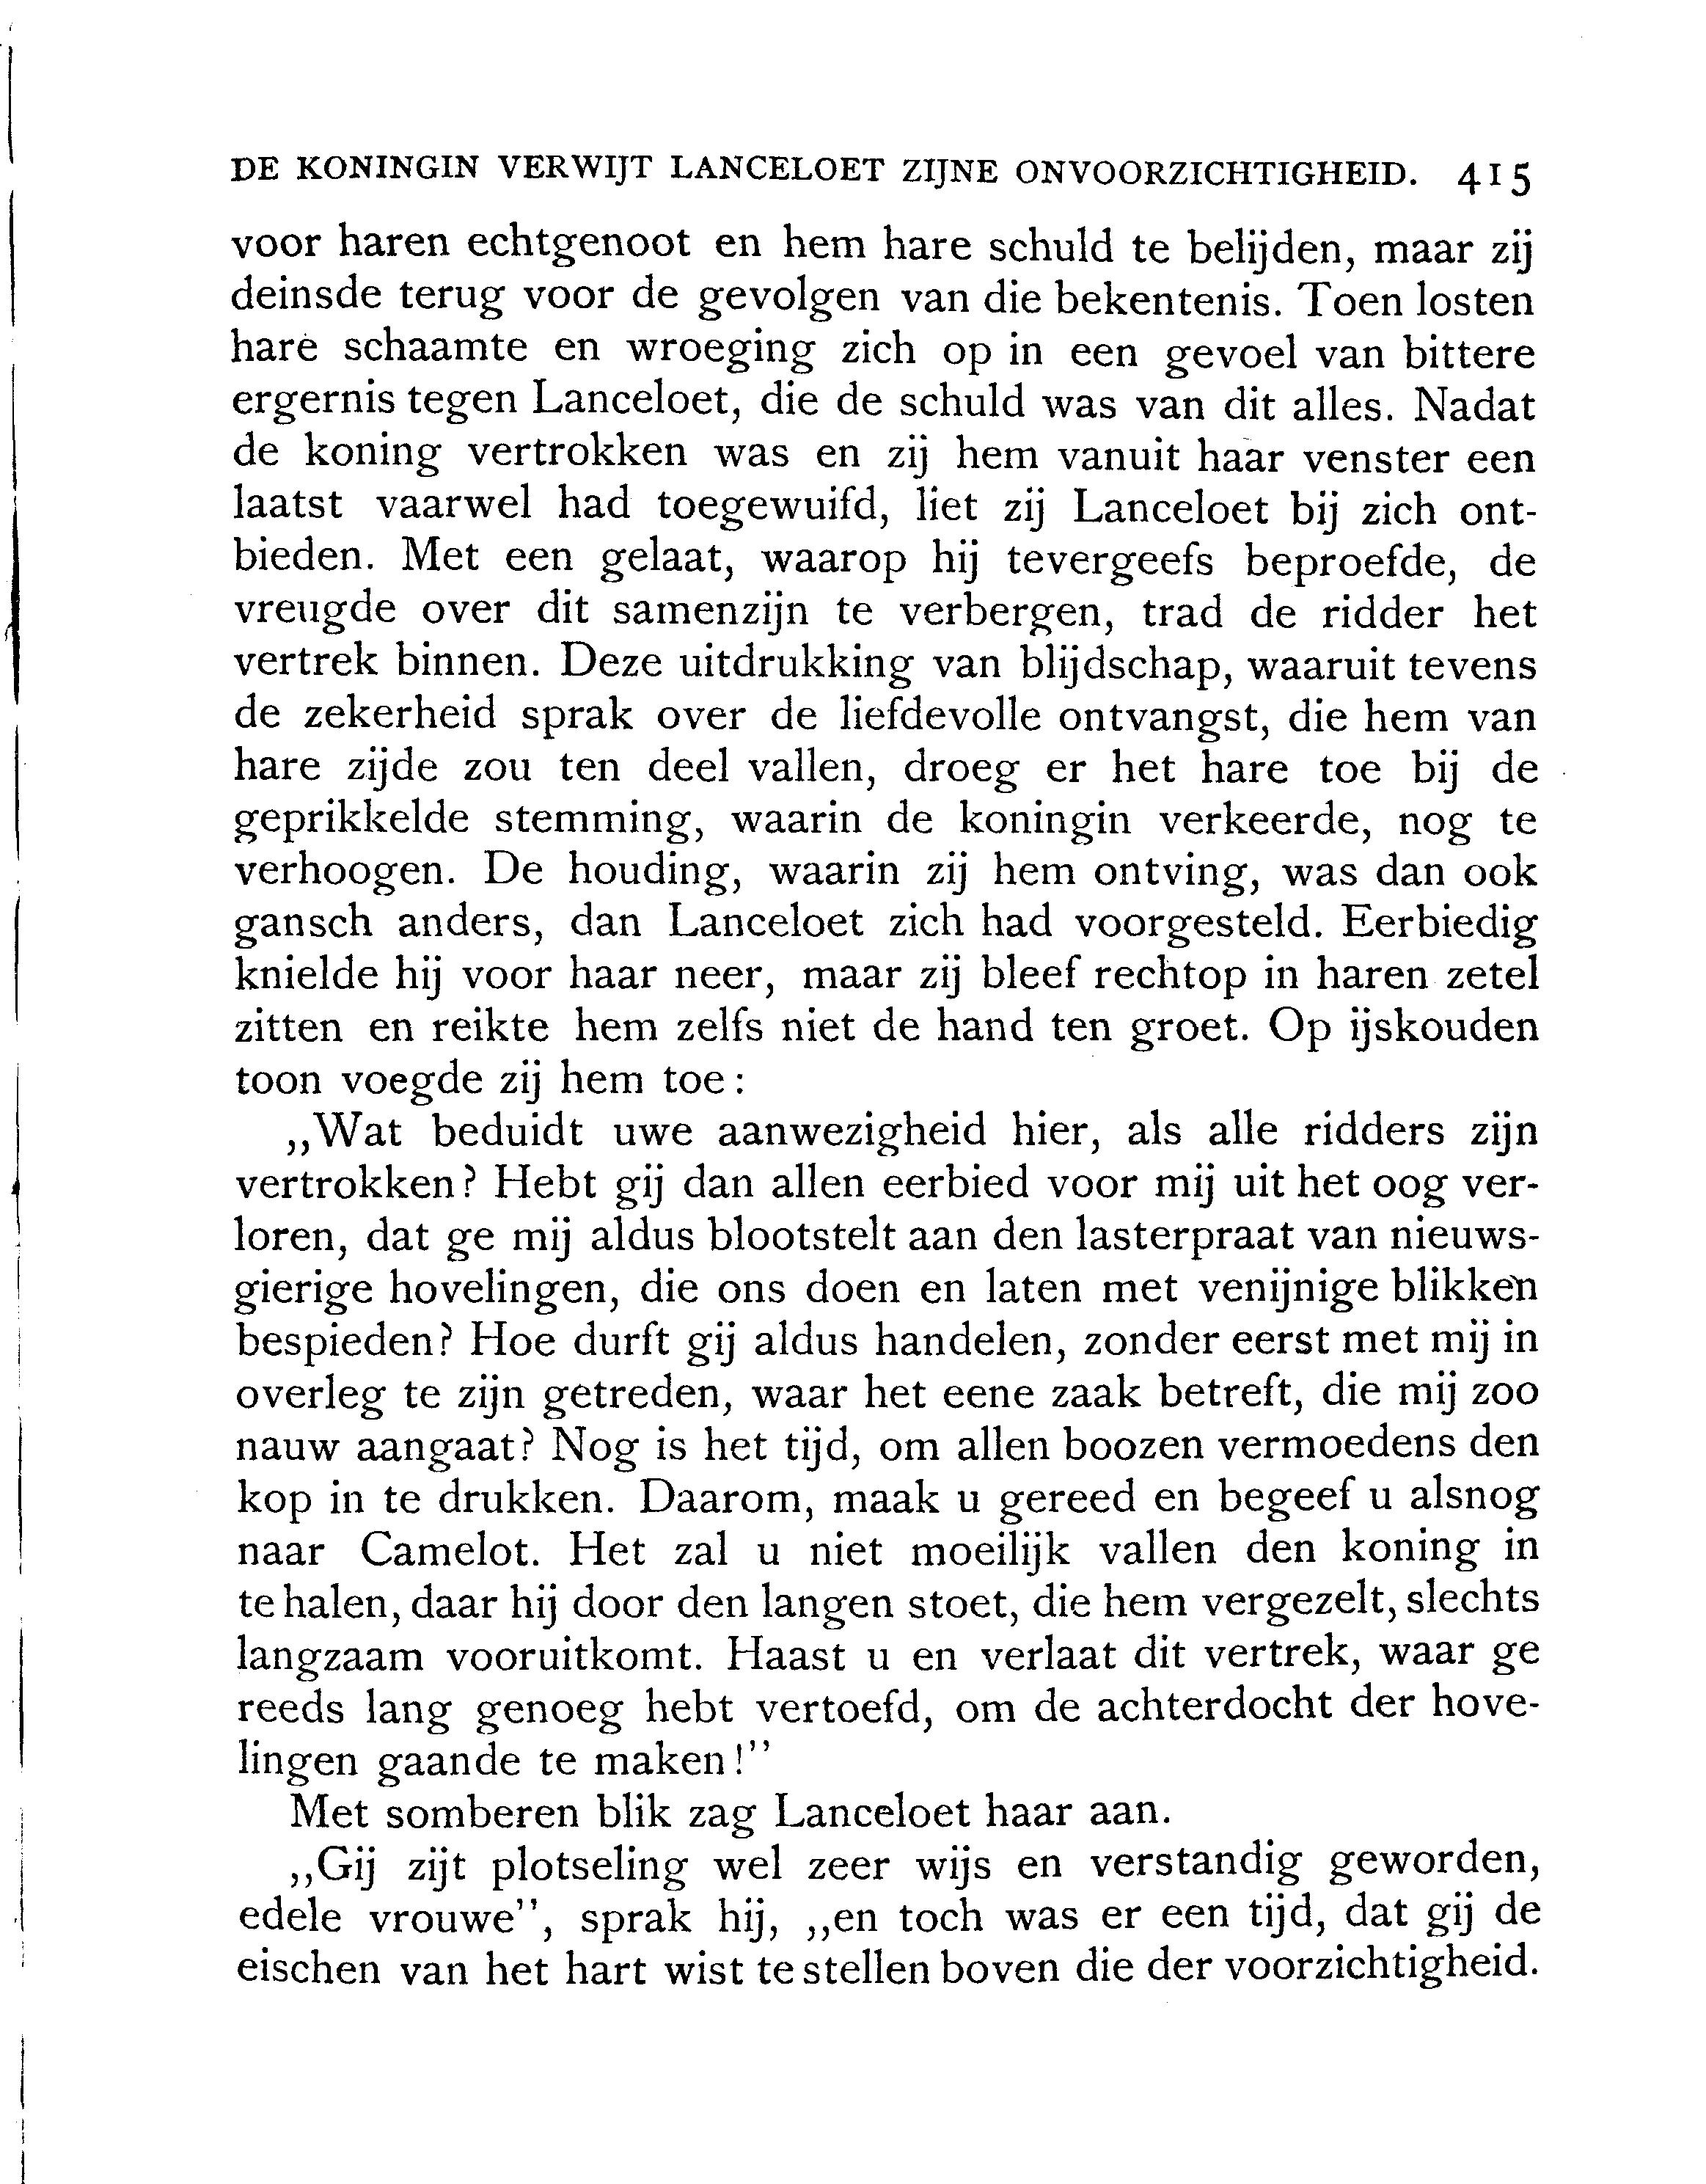 DE KONINGIN VERWIJT LANCELOET ZIJNE ONVOORZICHTIGHEID. 415
voor haren echtgenoot en hem hare schuld te belijden, maar zij
deinsde terug voor de gevolgen van die bekentenis. Toen losten
hare schaamte en wroeging zich op in een gevoel van bittere
ergernis tegen Lanceloet, die de schuld was van dit alles. Nadat
de koning vertrokken was en zij hem vanuit haar venster een
laatst vaarwel had toegewuifd, liet zij Lanceloet bij zich ont-
bieden. Met een gelaat, waarop hij tevergeefs beproefde, de
vreugde over dit samenzijn te verbergen, trad de ridder het
vertrek binnen. Deze uitdrukking van blijdschap, waaruit tevens
de zekerheid sprak over de liefdevolle ontvangst, die hem van
hare zijde zou ten deel vallen, droeg er het hare toe bij de
geprikkelde stemming, waarin de koningin verkeerde, nog te
verhoogen. De houding, waarin zij hem ontving, was dan ook
gansch anders, dan Lanceloet zich had voorgesteld. Eerbiedig
knielde hij voor haar neer, maar zij bleef rechtop in haren zetel
zitten en reikte hem zelfs niet de hand ten groet. Op ijskouden
toon voegde zij hem toe:
„Wat beduidt uwe aanwezigheid hier, als alle ridders zijn
vertrokken? Hebt gij dan allen eerbied voor mij uit het oog ver-
loren, dat ge mij aldus blootstelt aan den lasterpraat van nieuws-
gierige hovelingen, die ons doen en laten met venijnige blikken
bespieden? Hoe durft gij aldus handelen, zonder eerst met mij in
overleg te zijn getreden, waar het eene zaak betreft, die mij zoo
nauw aangaat? Nog is het tijd, om allen boozen vermoedens den
kop in te drukken. Daarom, maak u gereed en begeef u alsnog
naar Camelot. Het zal u niet moeilijk vallen den koning in
te halen, daar hij door den langen stoet, die hem vergezelt, slechts
langzaam vooruitkomt. Haast u en verlaat dit vertrek, waar ge
reeds lang genoeg hebt vertoefd, om de achterdocht der hove-
lingen gaande te maken!”
Met somberen blik zag Lanceloet haar aan.
„Gij zijt plotseling wel zeer wijs en verstandig geworden,
edele vrouwe”, sprak hij, „en toch was er een tijd, dat gij de
eischen van het hart wist te stellen boven die der voorzichtigheid.